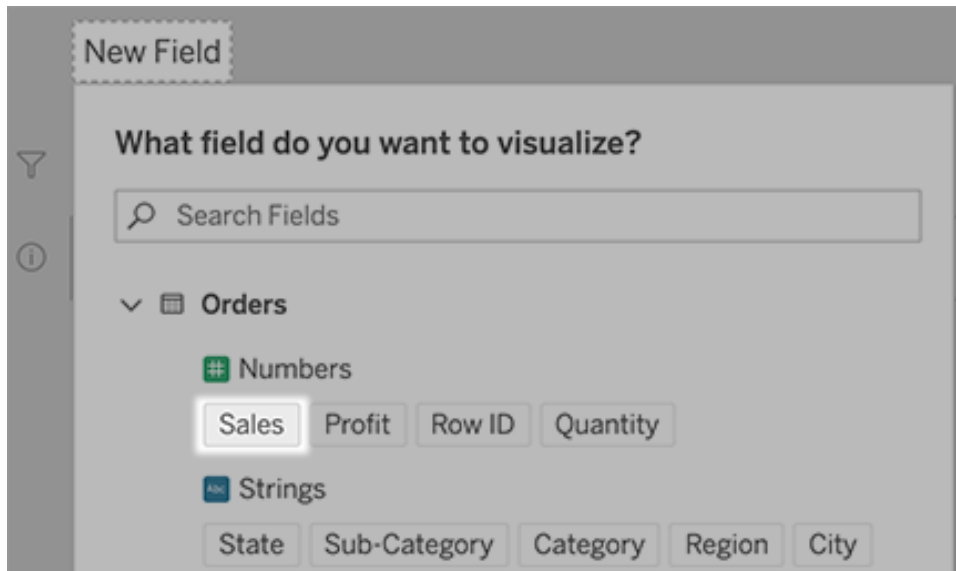 New Field
What field do you want to visualize?
Search Fields
Orders
Numbers
Sales Profit Row ID Quantity
Abc Strings
State Sub-Category Category Region City